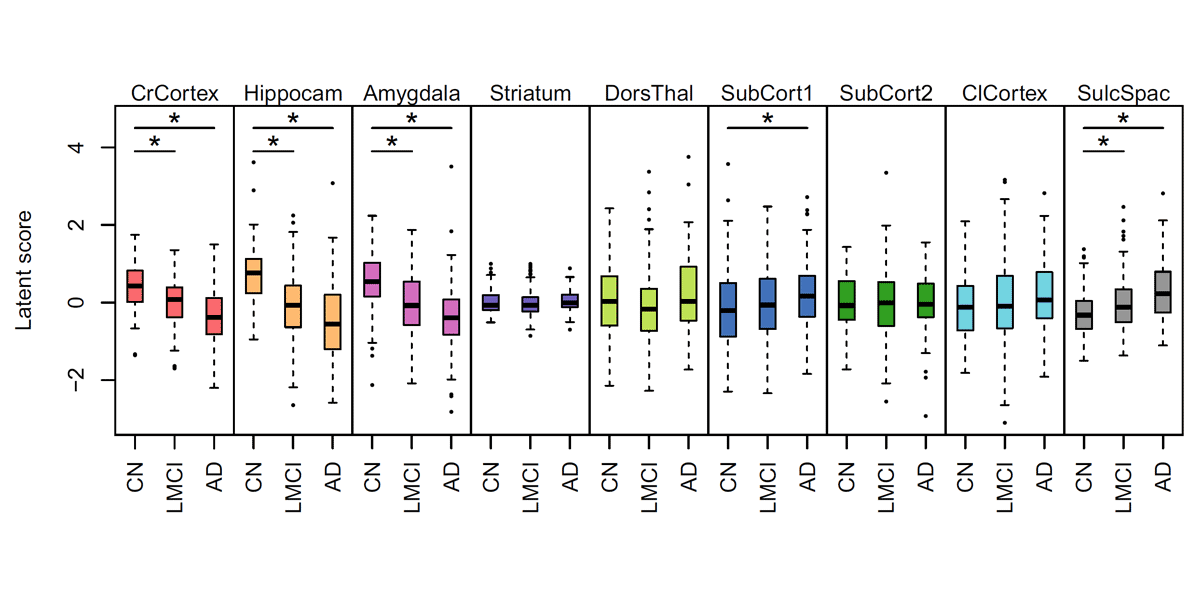 CrCortex Hippocam Amygdala Striatum DorsThal SubCort1 SubCort2 ClCortex SulcSpac
* * * * *
* * * *
Latent score
4
2
0
−2
CN LMCI AD CN LMCI AD CN LMCI AD CN LMCI AD CN LMCI AD CN LMCI AD CN LMCI AD CN LMCI AD CN LMCI AD